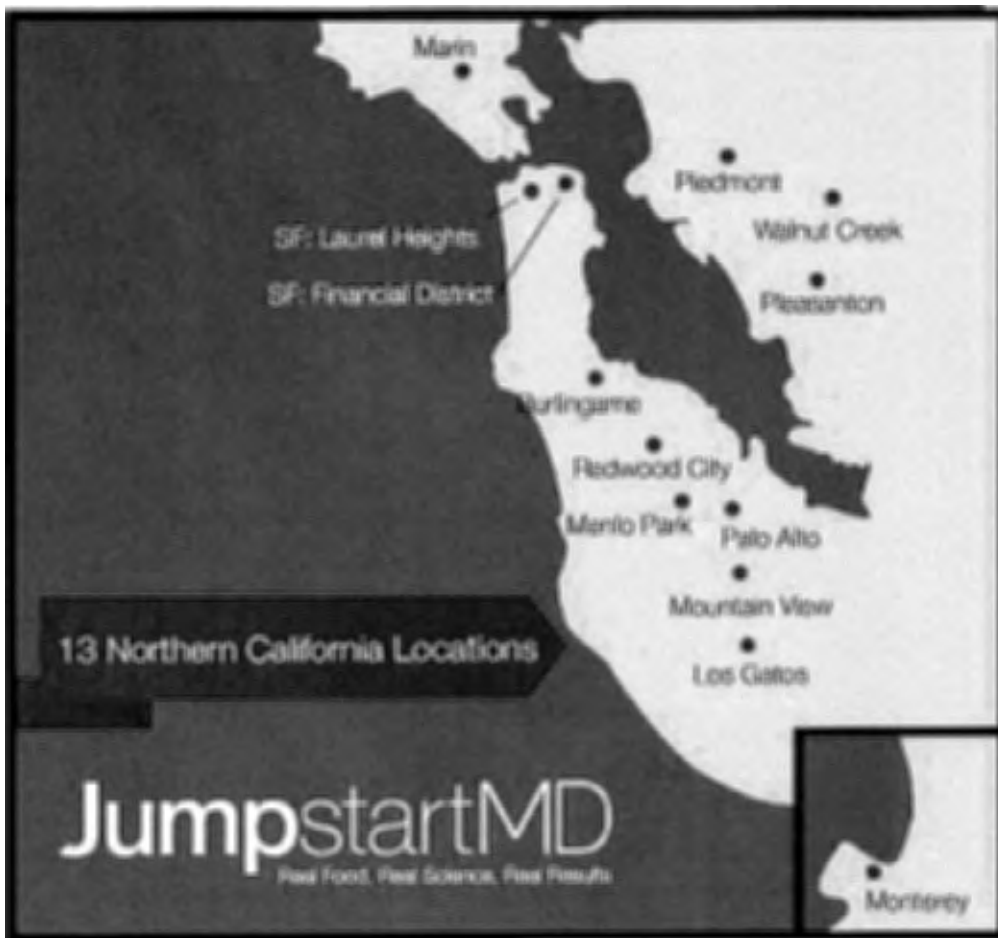 Marin
Piedmont
Walnut Creek
SF: Laurel Heights
SF: Financial District
Pleasanton
Burlingame
Redwood City
Menlo Park
Palo Alto
Mountain View
13 Northern California Locations
Los Gatos
JumpstartMD
Real Food. Real Science. Real Results
Monterey